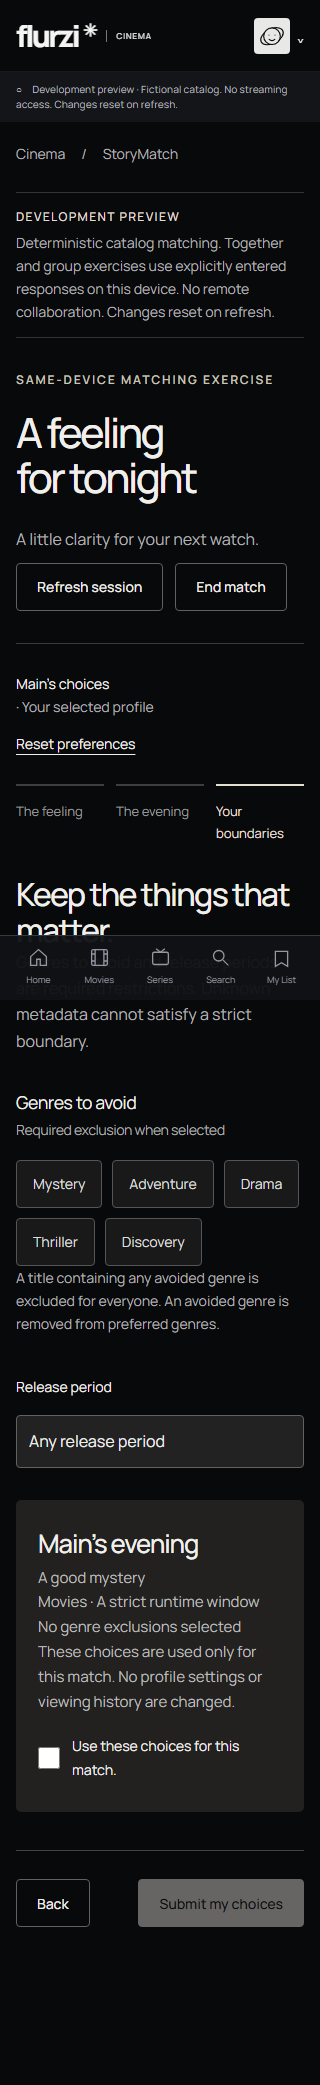 flurzi* | CINEMA
Development preview · Fictional catalog. No streaming
access. Changes reset on refresh.
Cinema / StoryMatch
DEVELOPMENT PREVIEW
Deterministic catalog matching. Together
and group exercises use explicitly entered
responses on this device. No remote
collaboration. Changes reset on refresh.
SAME-DEVICE MATCHING EXERCISE
A feeling
for tonight
A little clarity for your next watch.
Refresh session End match
Main's choices
· Your selected profile
Reset preferences
The feeling The evening Your
boundaries
Keep the things that
matter.
Home Movies Series Search My List
metadata cannot satisfy a strict
boundary.
Genres to avoid
Required exclusion when selected
Mystery Adventure Drama
Thriller Discovery
A title containing any avoided genre is
excluded for everyone. An avoided genre is
removed from preferred genres.
Release period
Any release period
Main's evening
A good mystery
Movies · A strict runtime window
No genre exclusions selected
These choices are used only for
this match. No profile settings or
viewing history are changed.
Use these choices for this
match.
Back Submit my choices